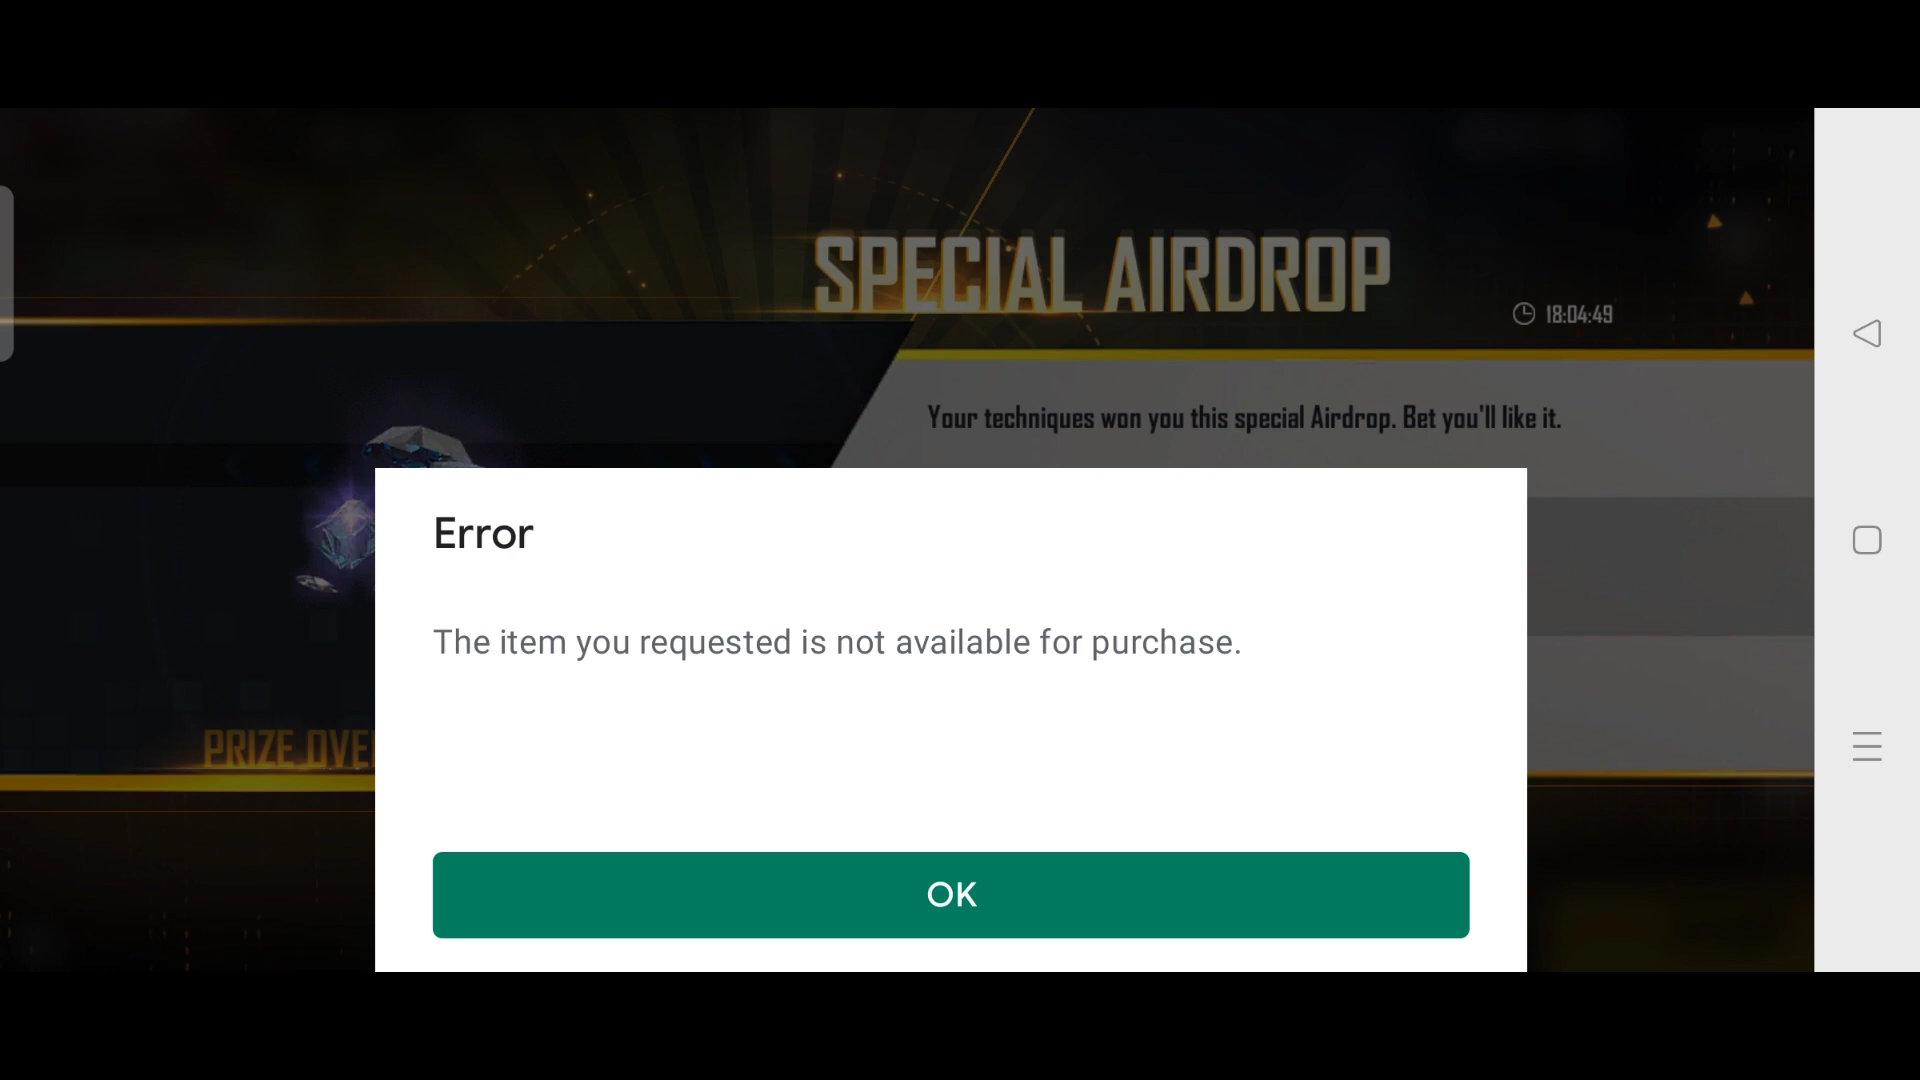 SPECIAL AIRDROP
18:04:49
Your techniques won you this special Airdrop. Bet you'll like it.
Error
The item you requested is not available for purchase.
PRIZE OVE
OK